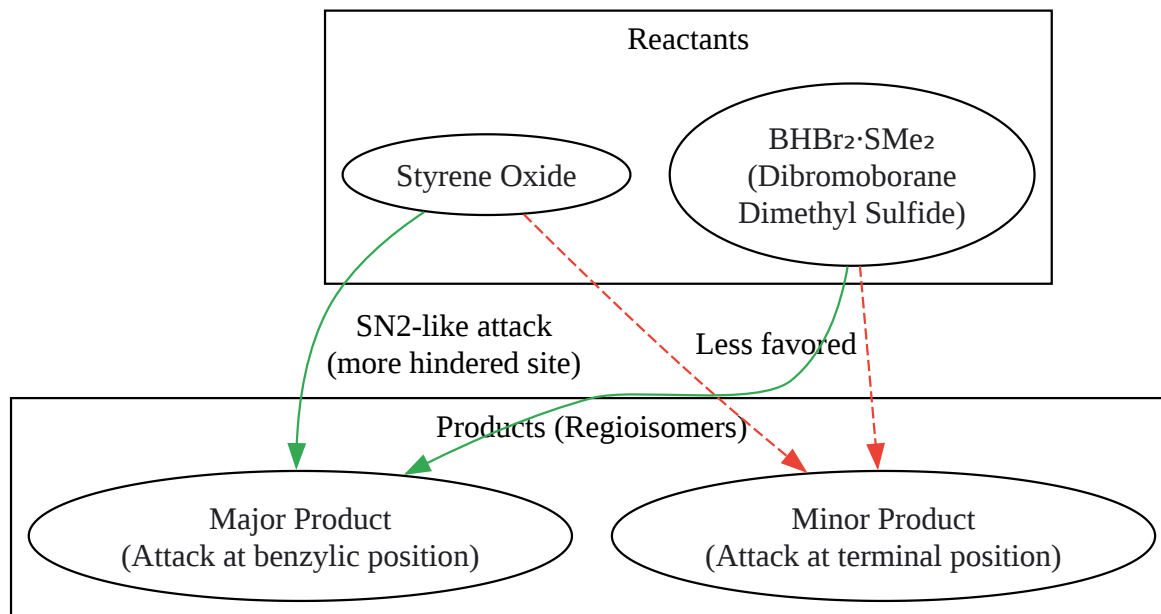 Reactants
Styrene Oxide
BHBr₂·SMe₂
(Dibromoborane
Dimethyl Sulfide)
SN2-like attack
(more hindered site)
Less favored
Products (Regioisomers)
Major Product
(Attack at benzylic position)
Minor Product
(Attack at terminal position)